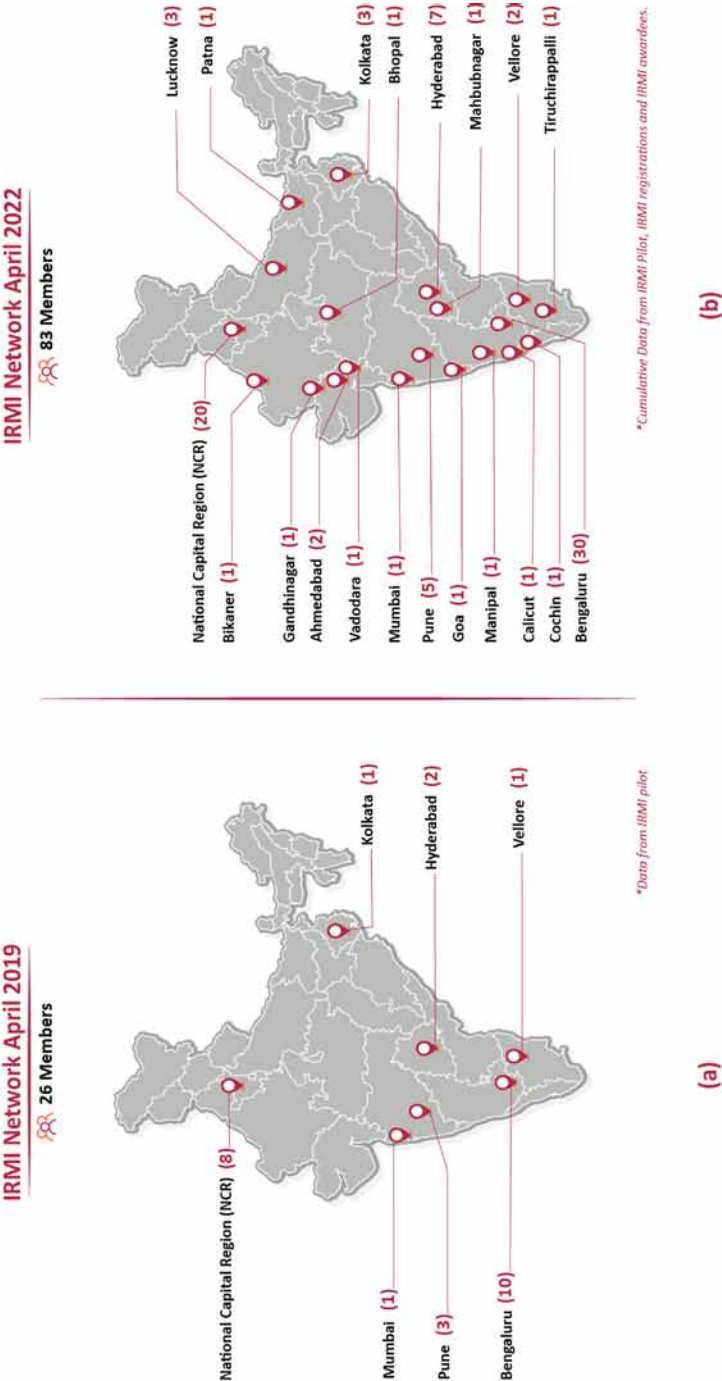 IRMI Network April 2019
26 Members
National Capital Region (NCR) (8)
Mumbai (1)
Pune (3)
Bengaluru (10)
Kolkata (1)
Hyderabad (2)
Vellore (1)
*Data from IRMI pilot
(a)
IRMI Network April 2022
83 Members
National Capital Region (NCR) (20)
Bikaner (1)
Gandhinagar (1)
Ahmedabad (2)
Vadodara (1)
Mumbai (1)
Pune (5)
Goa (1)
Manipal (1)
Calicut (1)
Cochin (1)
Bengaluru (30)
Lucknow (3)
Patna (1)
Kolkata (3)
Bhopal (1)
Hyderabad (7)
Mahbubnagar (1)
Vellore (2)
Tiruchirappalli (1)
*Cumulative Data from IRMI Pilot, IRMI registrations and IRMI awardees.
(b)